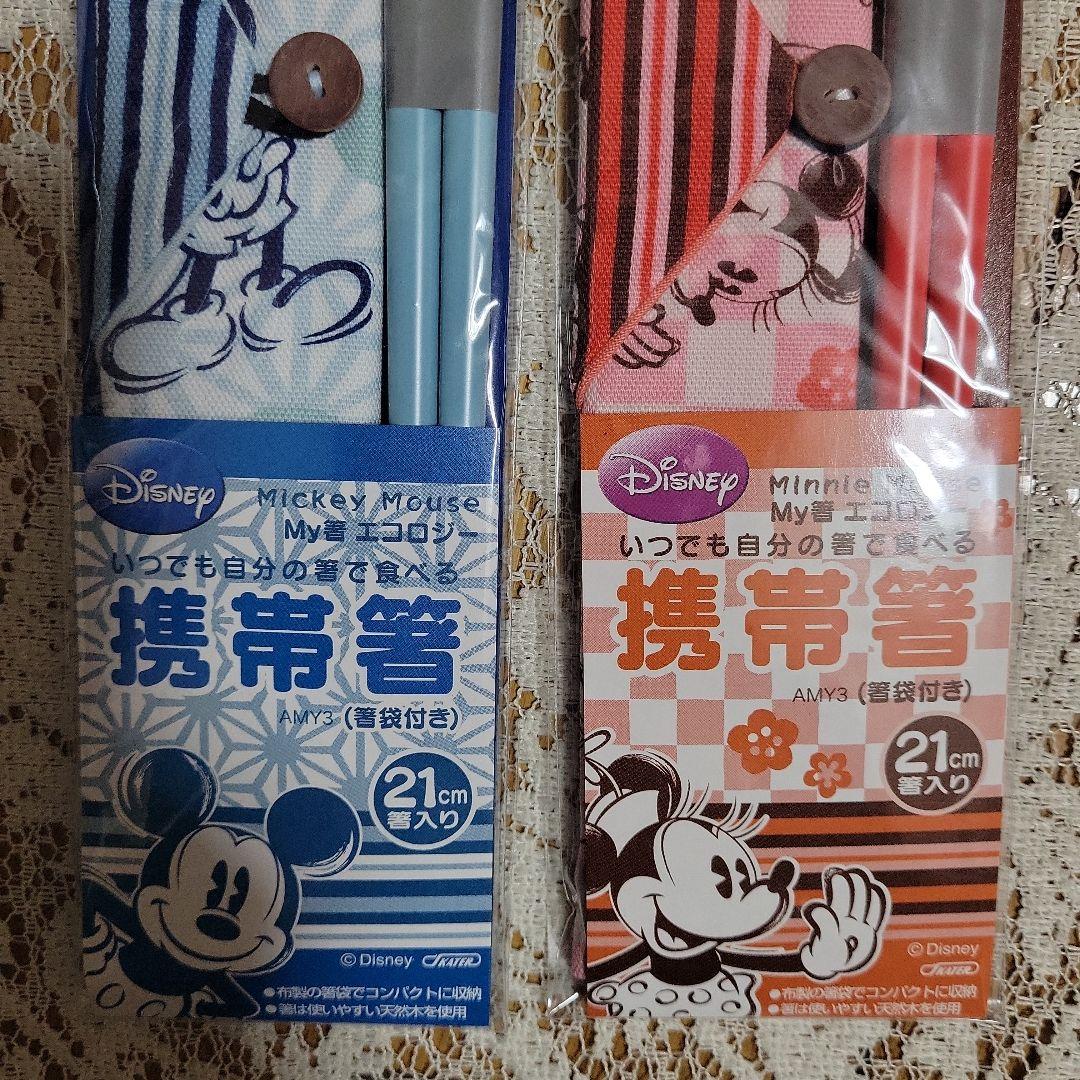 Disney
Mickey Mouse
My箸 エコロジー
いつでも自分の箸で食べる
携帯箸
AMY3 (箸袋付き)
21cm
箸入り
© Disney SKATER
●布製の箸袋でコンパクトに収納
●箸は使いやすい天然木を使用
Disney
Minnie Mouse
My箸 エコロジー
いつでも自分の箸で食べる
携帯箸
AMY3 (箸袋付き)
21cm
箸入り
© Disney
SKATER
●布製の箸袋でコンパクトに収納
●箸は使いやすい天然木を使用